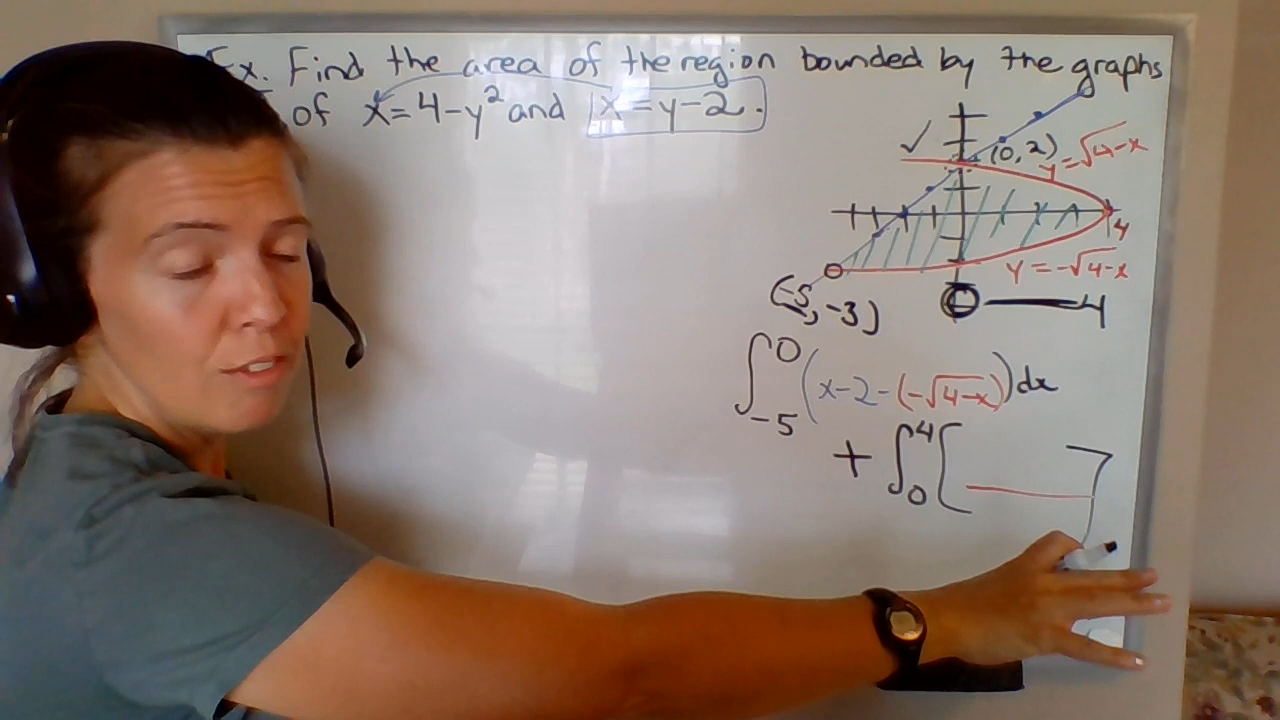 Ex. Find the area of the region bounded by the graphs
of x=4-y² and x=y-2.
(0,2) y=√4-x
4
y=-√4-x
(-5,-3) 0 4
∫₋₅⁰(x-2-(-√4-x))dx
+ ∫₀⁴[ ]